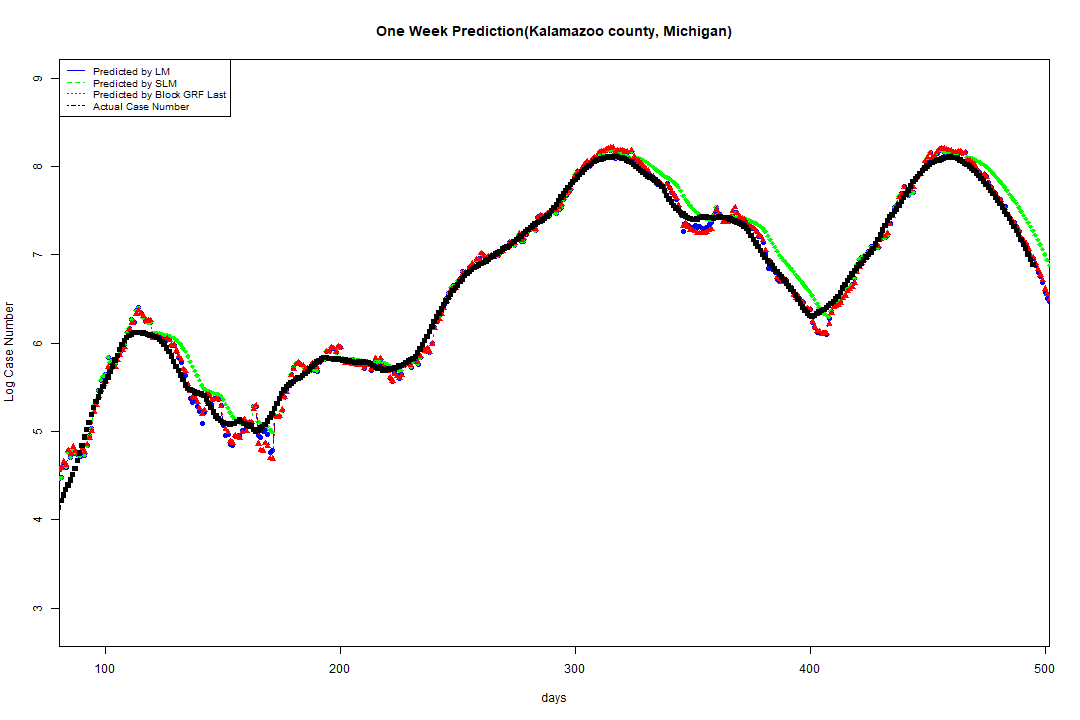 One Week Prediction(Kalamazoo county, Michigan)
Predicted by LM
Predicted by SLM
Predicted by Block GRF Last
Actual Case Number
9
8
7
6
5
4
3
Log Case Number
100 200 300 400 500
days